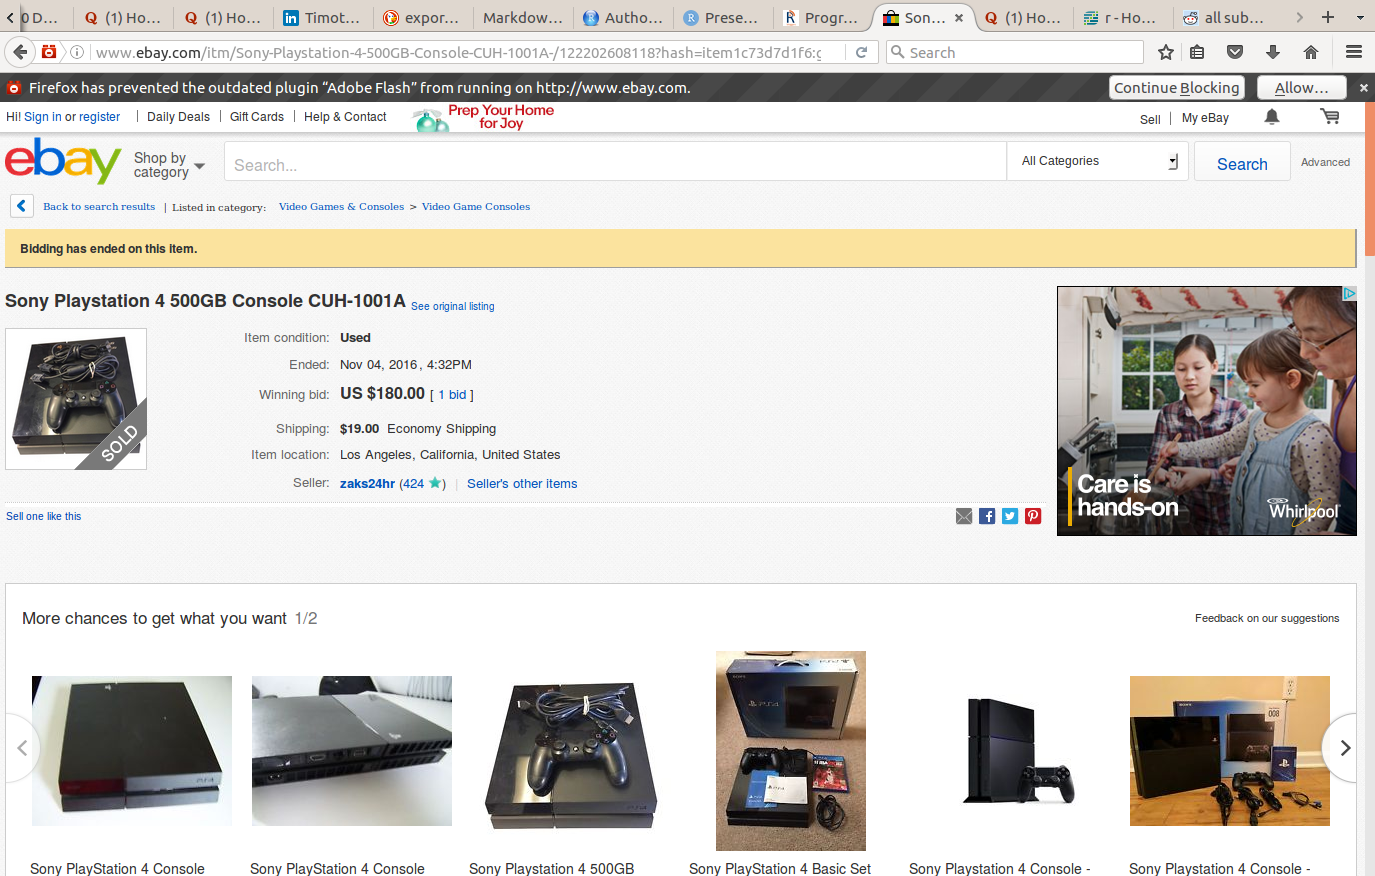 0 D... (1) Ho... (1) Ho... Timot... expor... Markdow... Autho... Prese... Progr... Son... (1) Ho... r - Ho... all sub...
www.ebay.com/itm/Sony-Playstation-4-500GB-Console-CUH-1001A-/122202608118?hash=item1c73d7d1f6:g Search
Firefox has prevented the outdated plugin “Adobe Flash” from running on http://www.ebay.com. Continue Blocking Allow...
Hi! Sign in or register | Daily Deals | Gift Cards | Help & Contact Prep Your Home for Joy Sell | My eBay
ebay Shop by category Search... All Categories Search Advanced
Back to search results | Listed in category: Video Games & Consoles > Video Game Consoles
Bidding has ended on this item.
Sony Playstation 4 500GB Console CUH-1001A See original listing
Item condition: Used
Ended: Nov 04, 2016 , 4:32PM
Winning bid: US $180.00 [ 1 bid ]
Shipping: $19.00 Economy Shipping
Item location: Los Angeles, California, United States
Seller: zaks24hr (424 ) | Seller's other items
SOLD
Sell one like this
Care is
hands-on
Whirlpool
More chances to get what you want 1/2 Feedback on our suggestions
Sony PlayStation 4 Console Sony PlayStation 4 Console Sony Playstation 4 500GB Sony PlayStation 4 Basic Set Sony Playstation 4 Console - Sony PlayStation 4 Console -